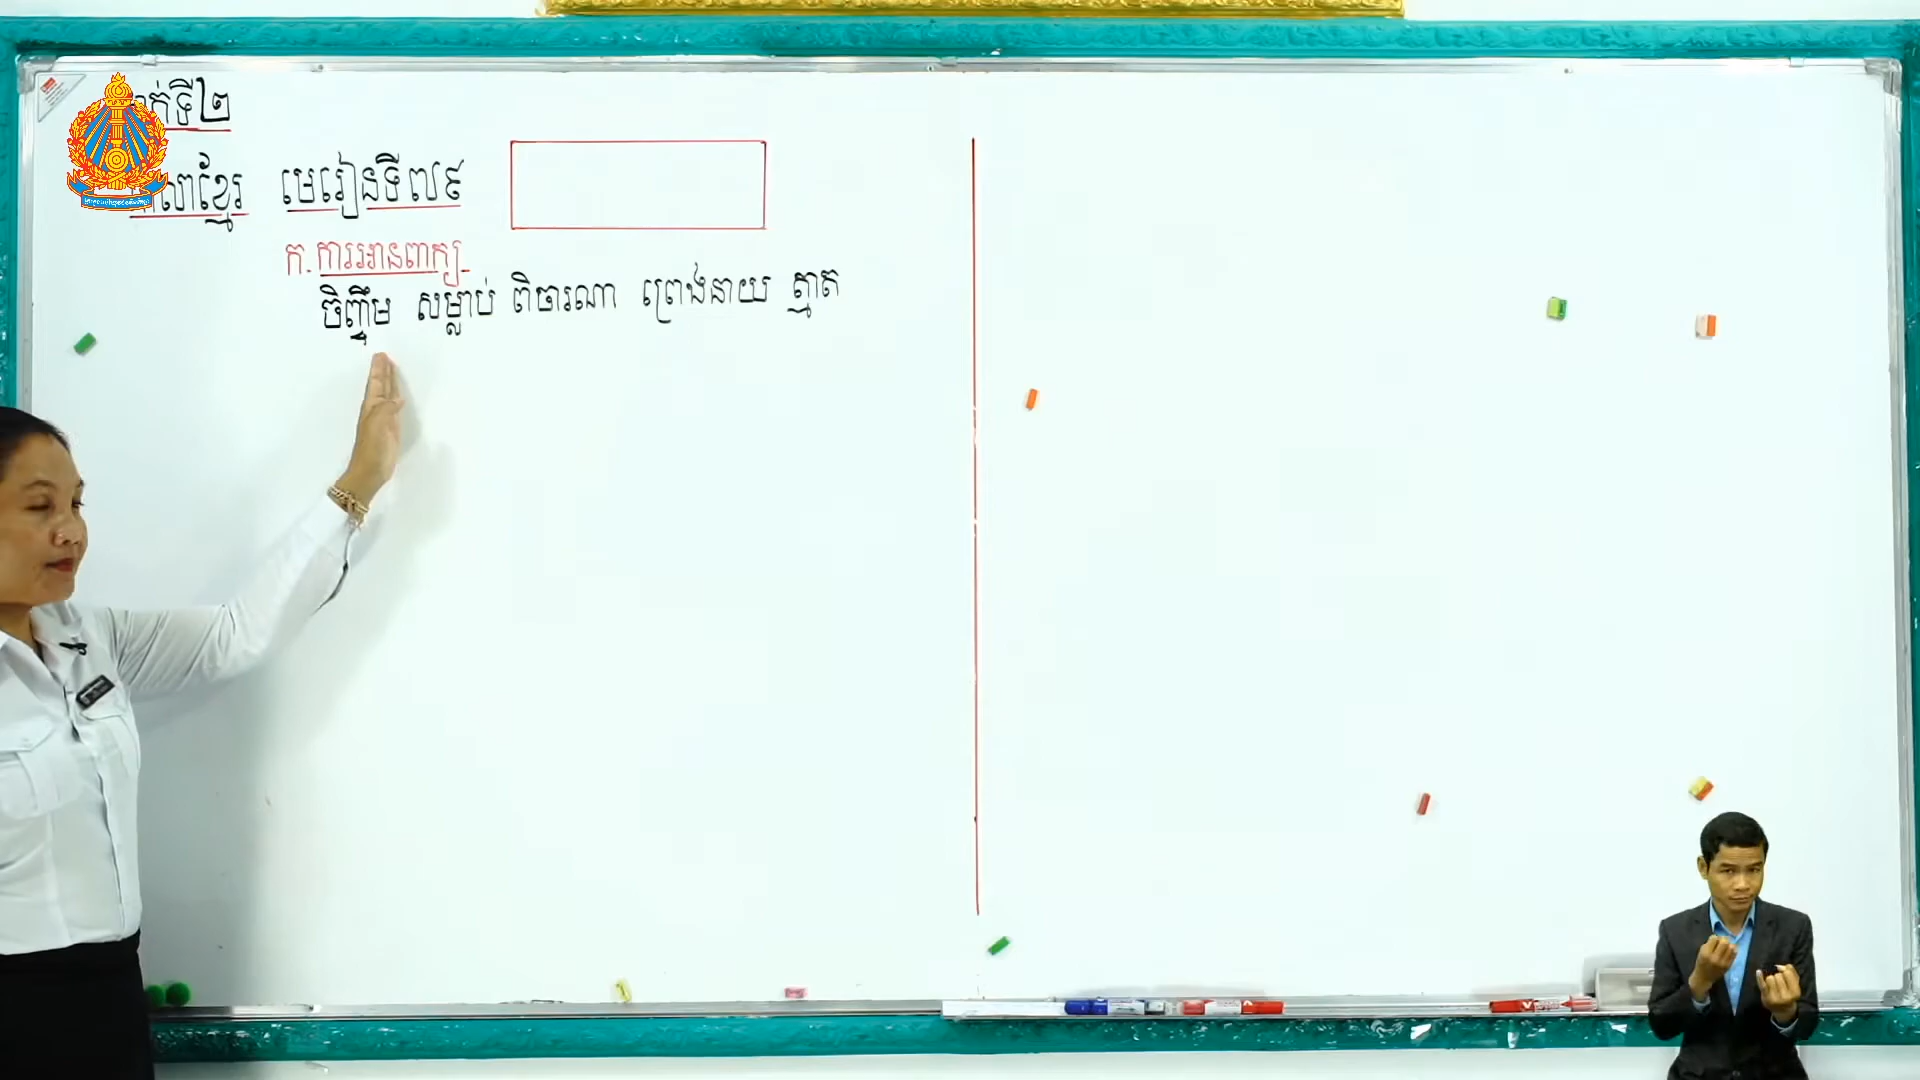 ថ្នាក់ទី២
ភាសាខ្មែរ មេរៀនទី៧៩
ក. ការអានពាក្យ
ចិញ្ចឹម សម្លាប់ ពិចារណា ព្រេងនាយ ត្មាត